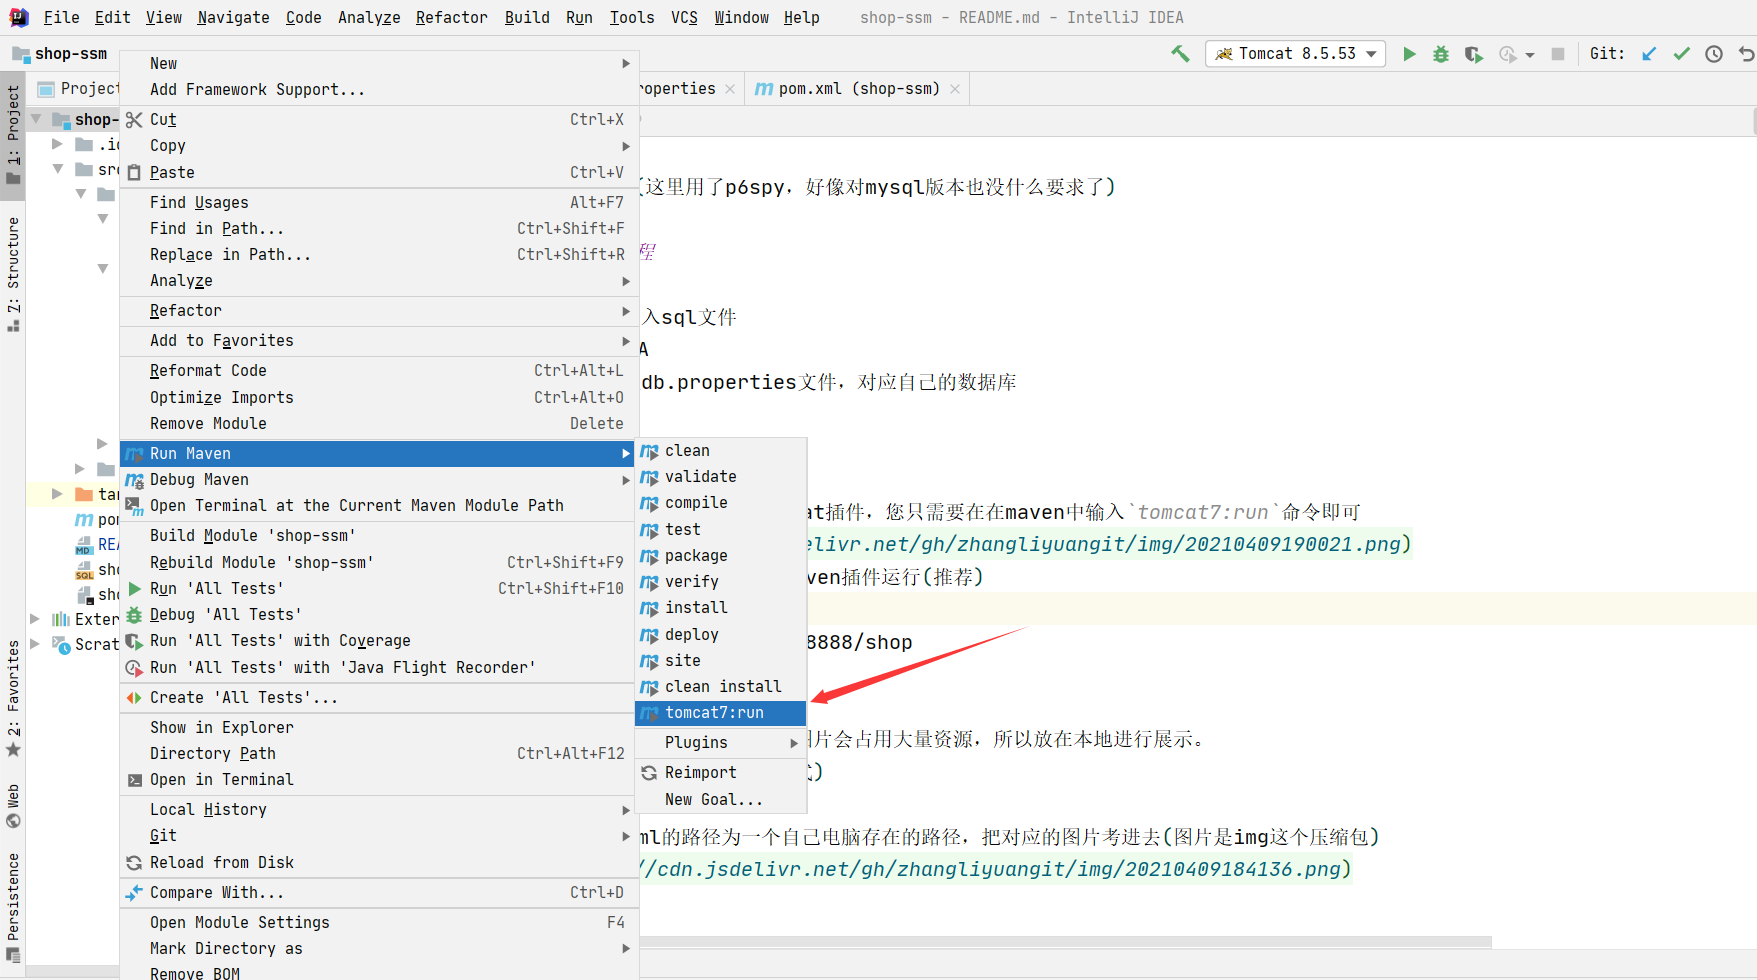 File Edit View Navigate Code Analyze Refactor Build Run Tools VCS Window Help shop-ssm - README.md - IntelliJ IDEA
shop-ssm
Tomcat 8.5.53
Git:
Project
roperties
pom.xml (shop-ssm)
1: Project
7: Structure
2: Favorites
Web
Persistence
shop-
.id
src
tar
pom
REA
sho
sho
Exter
Scrat
New
Add Framework Support...
Cut Ctrl+X
Copy
Paste Ctrl+V
Find Usages Alt+F7
Find in Path... Ctrl+Shift+F
Replace in Path... Ctrl+Shift+R
Analyze
Refactor
Add to Favorites
Reformat Code Ctrl+Alt+L
Optimize Imports Ctrl+Alt+O
Remove Module Delete
Run Maven
Debug Maven
Open Terminal at the Current Maven Module Path
Build Module 'shop-ssm'
Rebuild Module 'shop-ssm' Ctrl+Shift+F9
Run 'All Tests' Ctrl+Shift+F10
Debug 'All Tests'
Run 'All Tests' with Coverage
Run 'All Tests' with 'Java Flight Recorder'
Create 'All Tests'...
Show in Explorer
Directory Path Ctrl+Alt+F12
Open in Terminal
Local History
Git
Reload from Disk
Compare With... Ctrl+D
Open Module Settings F4
Mark Directory as
Remove BOM
clean
validate
compile
test
package
verify
install
deploy
site
clean install
tomcat7:run
Plugins
Reimport
New Goal...
(这里用了p6spy，好像对mysql版本也没什么要求了)
程
入sql文件
A
db.properties文件，对应自己的数据库
at插件，您只需要在在maven中输入`tomcat7:run`命令即可
elivr.net/gh/zhangliyuangit/img/20210409190021.png)
ven插件运行(推荐)
8888/shop
图片会占用大量资源，所以放在本地进行展示。
)
ml的路径为一个自己电脑存在的路径，把对应的图片考进去(图片是img这个压缩包)
//cdn.jsdelivr.net/gh/zhangliyuangit/img/20210409184136.png)